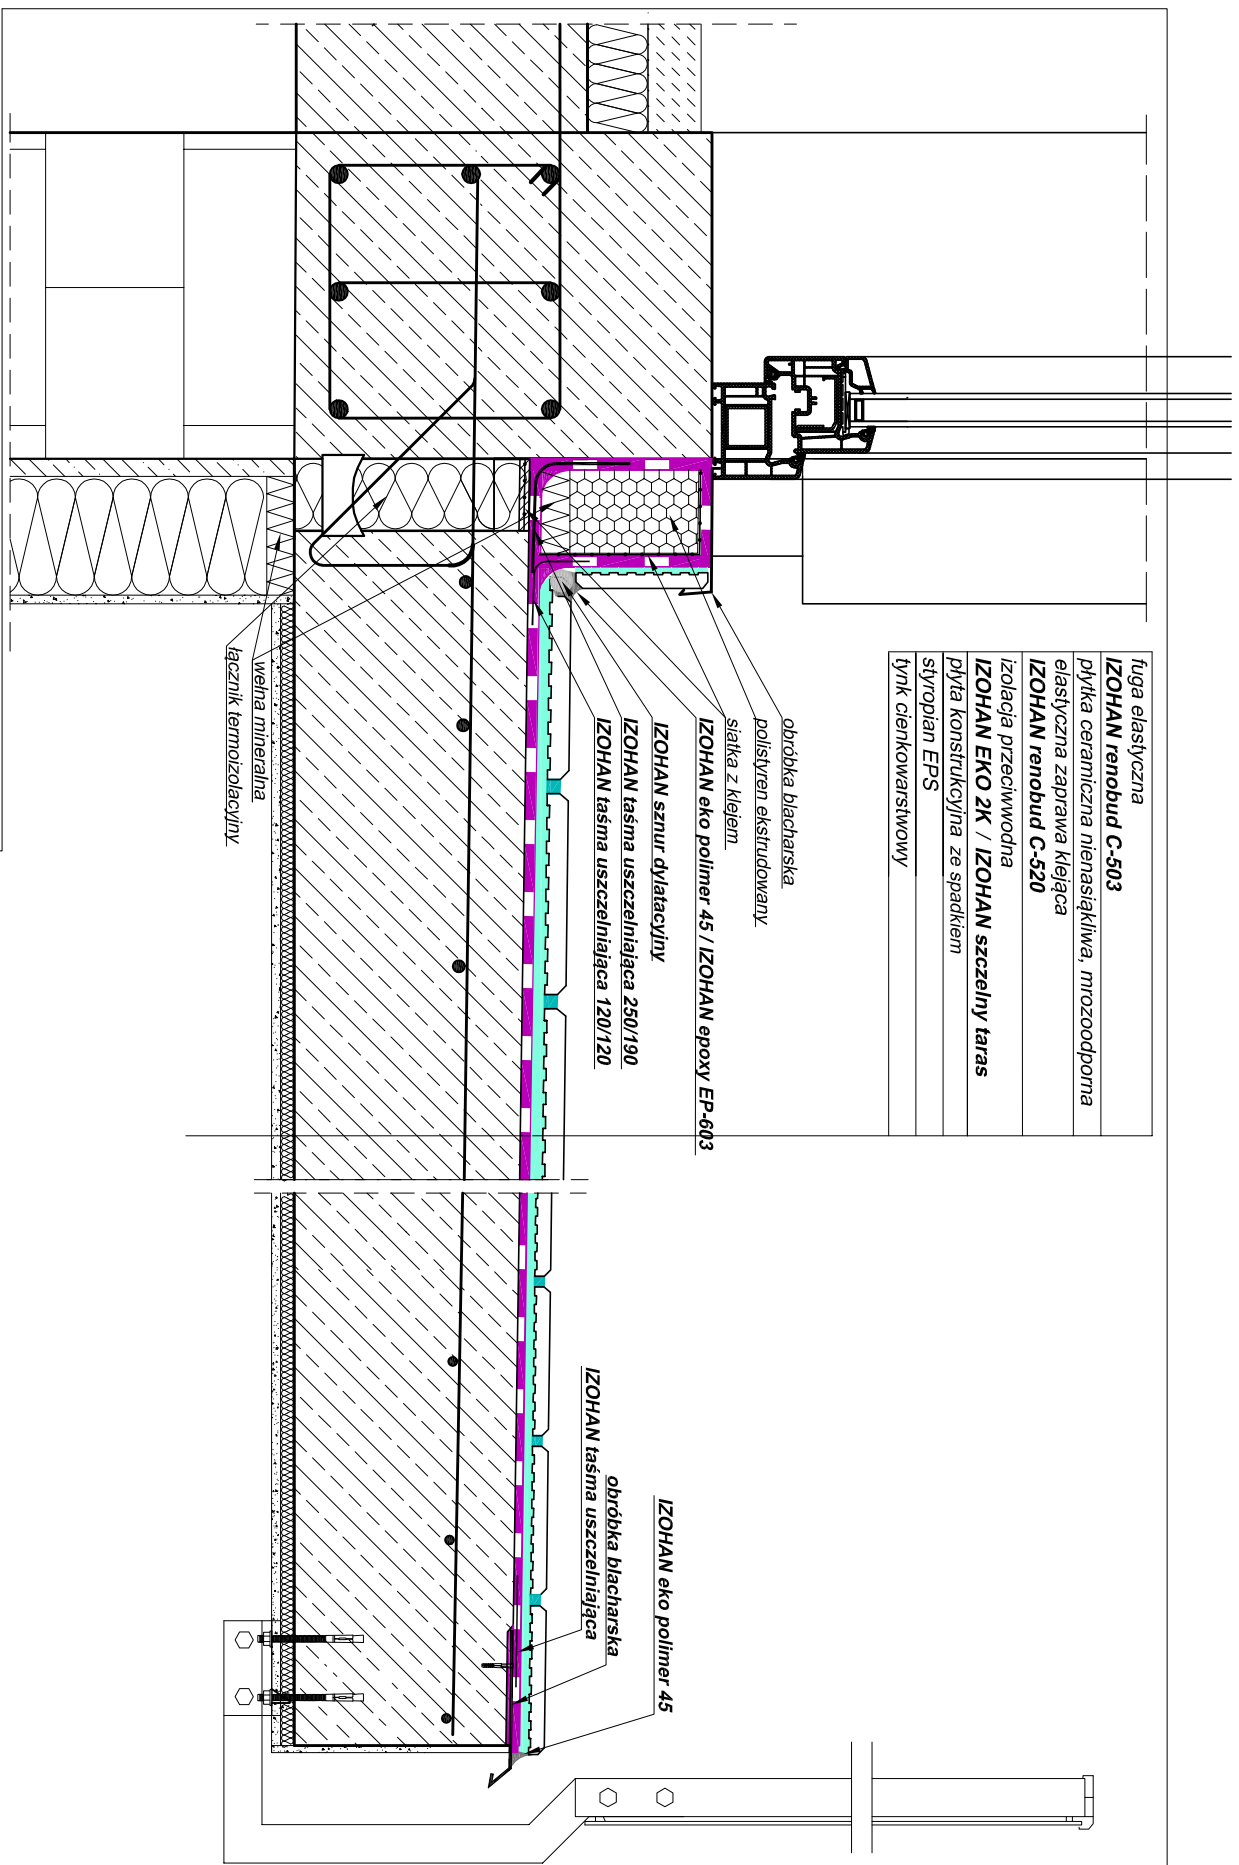 fuga elastyczna
IZOHAN renobud C-503
płytka ceramiczna nienasiąkliwa, mrozoodporna
elastyczna zaprawa klejąca
IZOHAN renobud C-520
izolacja przeciwwodna
IZOHAN EKO 2K / IZOHAN szczelny taras
płyta konstrukcyjna ze spadkiem
styropian EPS
tynk cienkowarstwowy
obróbka blacharska
polistyren ekstrudowany
siatka z klejem
IZOHAN eko polimer 45 / IZOHAN epoxy EP-603
IZOHAN sznur dylatacyjny
IZOHAN taśma uszczelniająca 250/190
IZOHAN taśma uszczelniająca 120/120
wełna mineralna
łącznik termoizolacyjny
IZOHAN eko polimer 45
obróbka blacharska
IZOHAN taśma uszczelniająca